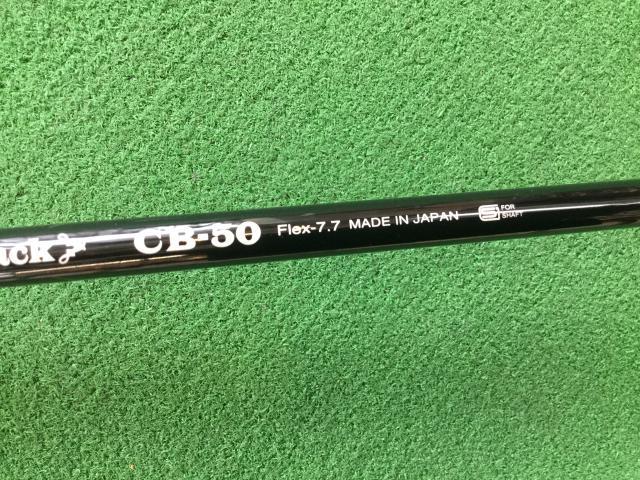 CB-50 Flex-7.7 MADE IN JAPAN FOR
SHAFT